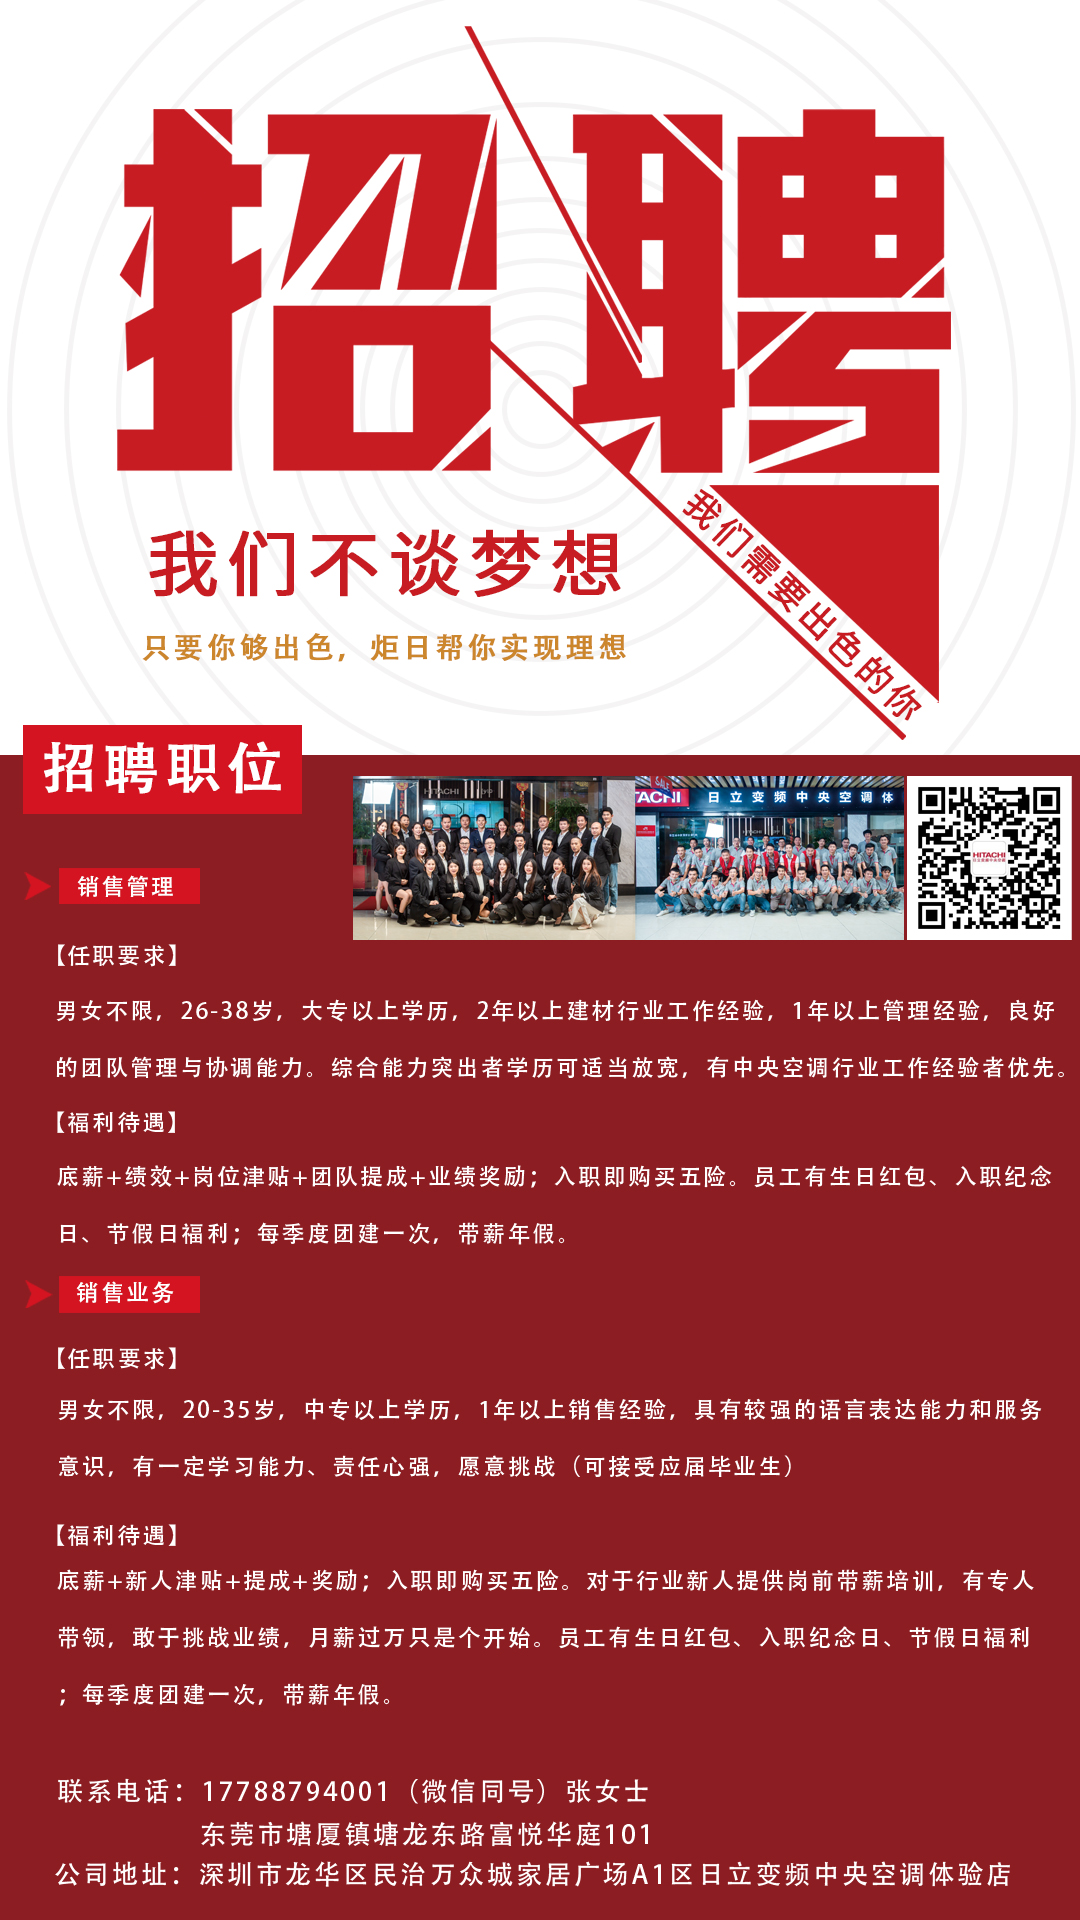 招聘
我们需要出色的你
我们不谈梦想
只要你够出色，炬日帮你实现理想
招聘职位
HITACHI
SALE
TACHI 日立变频中央空调体
HITACHI
日立变频中央空调
销售管理
【任职要求】
男女不限，26-38岁，大专以上学历，2年以上建材行业工作经验，1年以上管理经验，良好
的团队管理与协调能力。综合能力突出者学历可适当放宽，有中央空调行业工作经验者优先。
【福利待遇】
底薪+绩效+岗位津贴+团队提成+业绩奖励；入职即购买五险。员工有生日红包、入职纪念
日、节假日福利；每季度团建一次，带薪年假。
销售业务
【任职要求】
男女不限，20-35岁，中专以上学历，1年以上销售经验，具有较强的语言表达能力和服务
意识，有一定学习能力、责任心强，愿意挑战（可接受应届毕业生）
【福利待遇】
底薪+新人津贴+提成+奖励；入职即购买五险。对于行业新人提供岗前带薪培训，有专人
带领，敢于挑战业绩，月薪过万只是个开始。员工有生日红包、入职纪念日、节假日福利
；每季度团建一次，带薪年假。
联系电话：17788794001（微信同号）张女士
东莞市塘厦镇塘龙东路富悦华庭101
公司地址：深圳市龙华区民治万众城家居广场A1区日立变频中央空调体验店